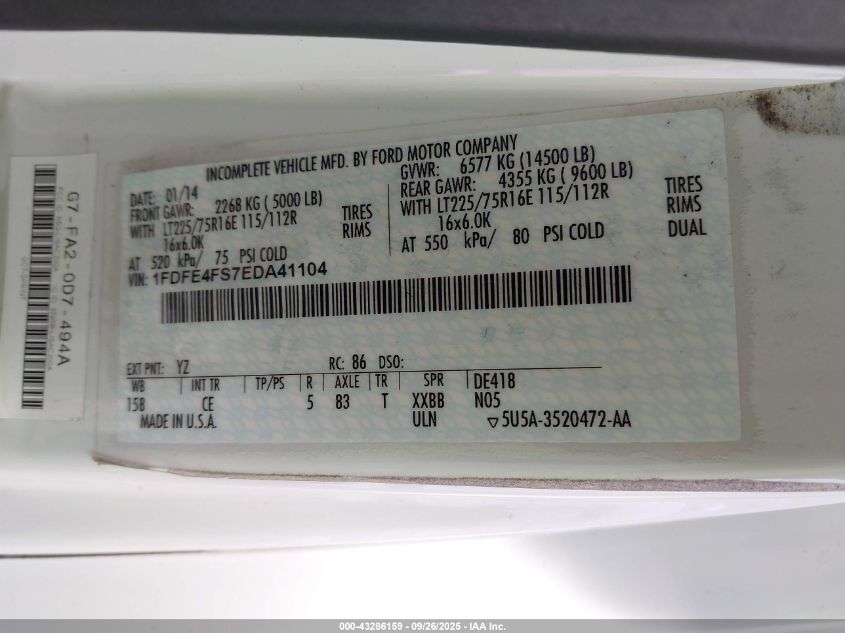 INCOMPLETE VEHICLE MFD. BY FORD MOTOR COMPANY
DATE: 01/14
GVWR: 6577 KG (14500 LB)
FRONT GAWR: 2268 KG (5000 LB)
REAR GAWR: 4355 KG (9600 LB)
WITH LT225/75R16E 115/112R TIRES
16x6.0K RIMS
AT 520 kPa/ 75 PSI COLD
WITH LT225/75R16E 115/112R TIRES
16x6.0K RIMS
AT 550 kPa/ 80 PSI COLD DUAL
VIN: 1FDFE4FS7EDA41104
EXT PNT: YZ RC: 86 DSO:
WB INT TR TP/PS R AXLE TR SPR DE418
158 CE 5 83 T XXBB N05
MADE IN U.S.A. ULN 5U5A-3520472-AA
G7-FA2-0D7-494A
000-43286159 - 09/26/2025 - IAA Inc.